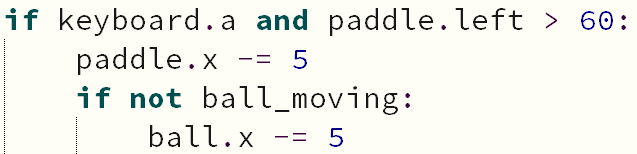 if keyboard.a and paddle.left > 60:
    paddle.x -= 5
    if not ball_moving:
        ball.x -= 5